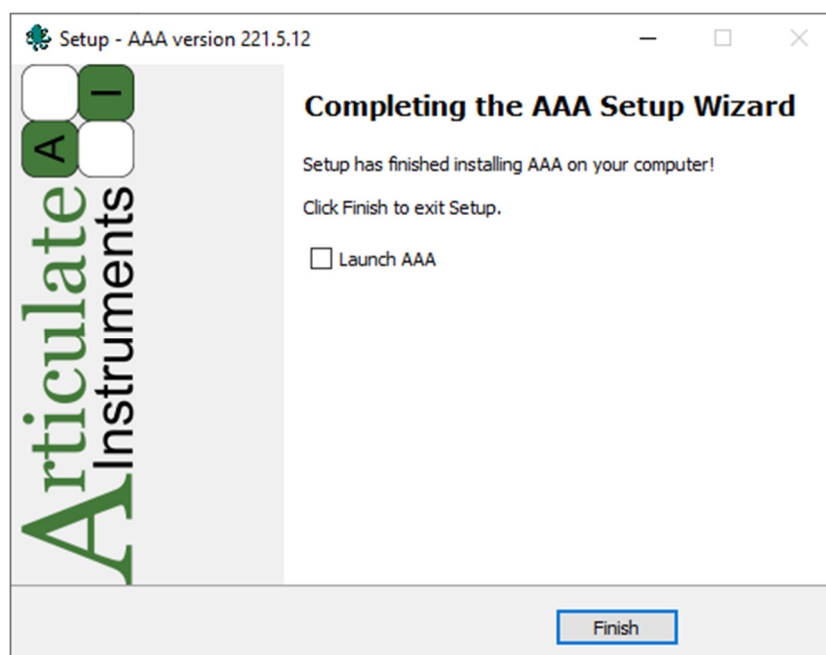 Setup - AAA version 221.5.12
A I
Articulate
Instruments
Completing the AAA Setup Wizard
Setup has finished installing AAA on your computer!
Click Finish to exit Setup.
Launch AAA
Finish